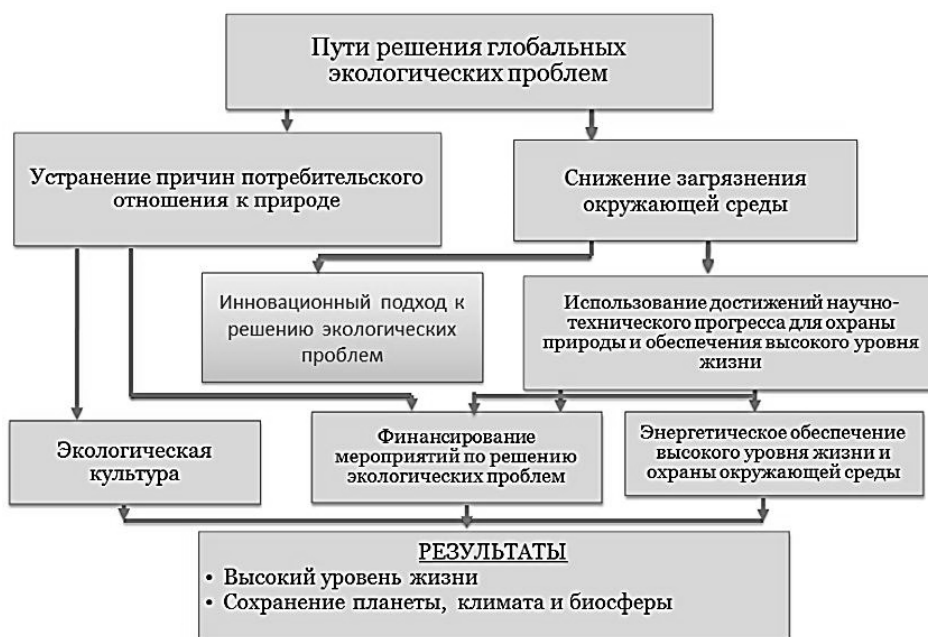 Пути решения глобальных
экологических проблем
Устранение причин потребительского
отношения к природе
Снижение загрязнения
окружающей среды
Инновационный подход к
решению экологических
проблем
Использование достижений научно-
технического прогресса для охраны
природы и обеспечения высокого уровня
жизни
Экологическая
культура
Финансирование
мероприятий по решению
экологических проблем
Энергетическое обеспечение
высокого уровня жизни и
охраны окружающей среды
РЕЗУЛЬТАТЫ
• Высокий уровень жизни
• Сохранение планеты, климата и биосферы